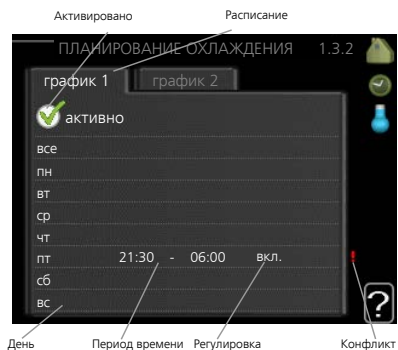 Активировано Расписание
ПЛАНИРОВАНИЕ ОХЛАЖДЕНИЯ 1.3.2
график 1 график 2
активно
все
пн
вт
ср
чт
пт 21:30 - 06:00 вкл.
сб
вс
?
День Период времени Регулировка Конфликт